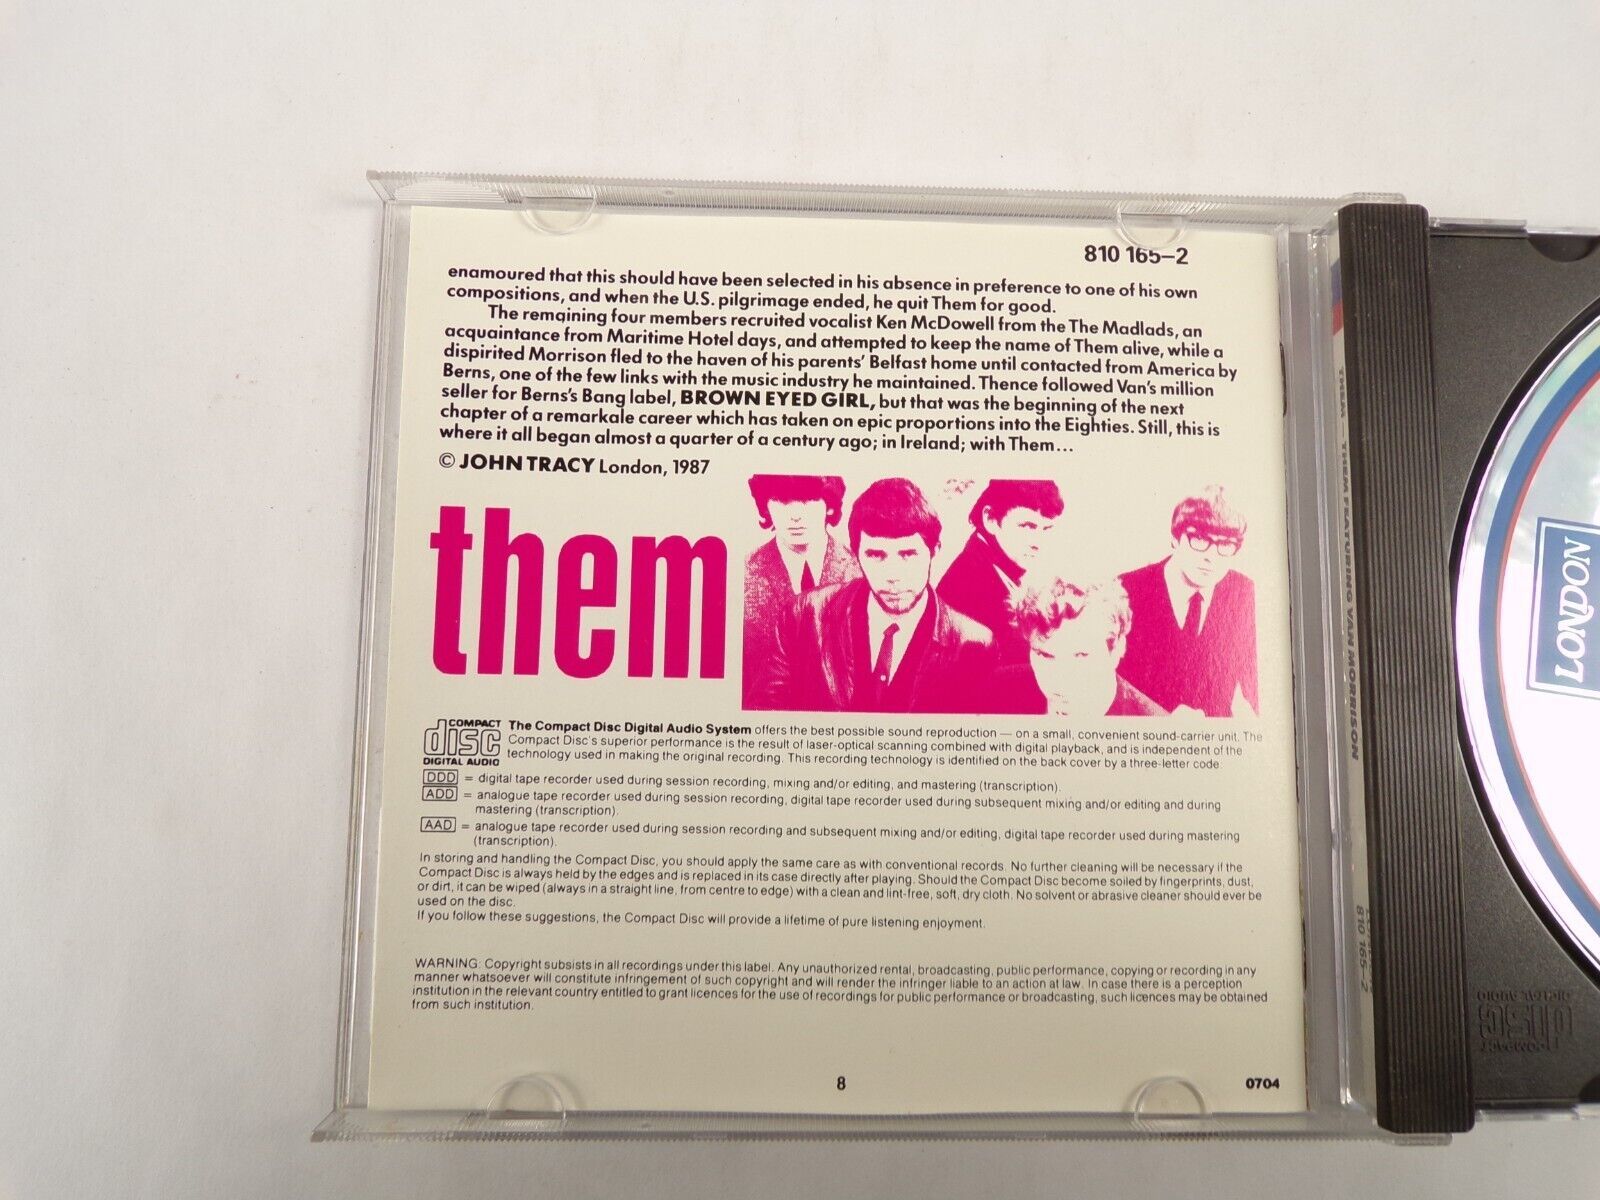 810 165–2
enamoured that this should have been selected in his absence in preference to one of his own
compositions, and when the U.S. pilgrimage ended, he quit Them for good.
The remqining four members recruited vocalist Ken McDowell from the The Madlads, an
acquaintance from Maritime Hotel days, and attempted to keep the name of Them alive, while a
dispirited Morrison fled to the haven of his parents' Belfast home until contacted from America by
Berns, one of the few links with the music industry he maintained. Thence followed Van's million
seller for Berns's Bang label, BROWN EYED GIRL, but that was the beginning of the next
chapter of a remarkale career which has taken on epic proportions into the Eighties. Still, this is
where it all began almost a quarter of a century ago; in Ireland; with Them...
© JOHN TRACY London, 1987
them
COMPACT
disc
DIGITAL AUDIO
The Compact Disc Digital Audio System offers the best possible sound reproduction — on a small, convenient sound-carrier unit. The
Compact Disc's superior performance is the result of laser-optical scanning combined with digital playback, and is independent of the
technology used in making the original recording. This recording technology is identified on the back cover by a three-letter code:
DDD = digital tape recorder used during session recording, mixing and/or editing, and mastering (transcription).
ADD = analogue tape recorder used during session recording, digital tape recorder used during subsequent mixing and/or editing and during
mastering (transcription).
AAD = analogue tape recorder used during session recording and subsequent mixing and/or editing, digital tape recorder used during mastering
(transcription).
In storing and handling the Compact Disc, you should apply the same care as with conventional records. No further cleaning will be necessary if the
Compact Disc is always held by the edges and is replaced in its case directly after playing. Should the Compact Disc become soiled by fingerprints, dust,
or dirt, it can be wiped (always in a straight line, from centre to edge) with a clean and lint-free, soft, dry cloth. No solvent or abrasive cleaner should ever be
used on the disc.
If you follow these suggestions, the Compact Disc will provide a lifetime of pure listening enjoyment.
WARNING: Copyright subsists in all recordings under this label. Any unauthorized rental, broadcasting, public performance, copying or recording in any
manner whatsoever will constitute infringement of such copyright and will render the infringer liable to an action at law. In case there is a perception
institution in the relevant country entitled to grant licences for the use of recordings for public performance or broadcasting, such licences may be obtained
from such institution.
8
0704
THEM – THEM FEATURING VAN MORRISON
810 165-2
LONDON
COMPACT
disc
DIGITAL AUDIO